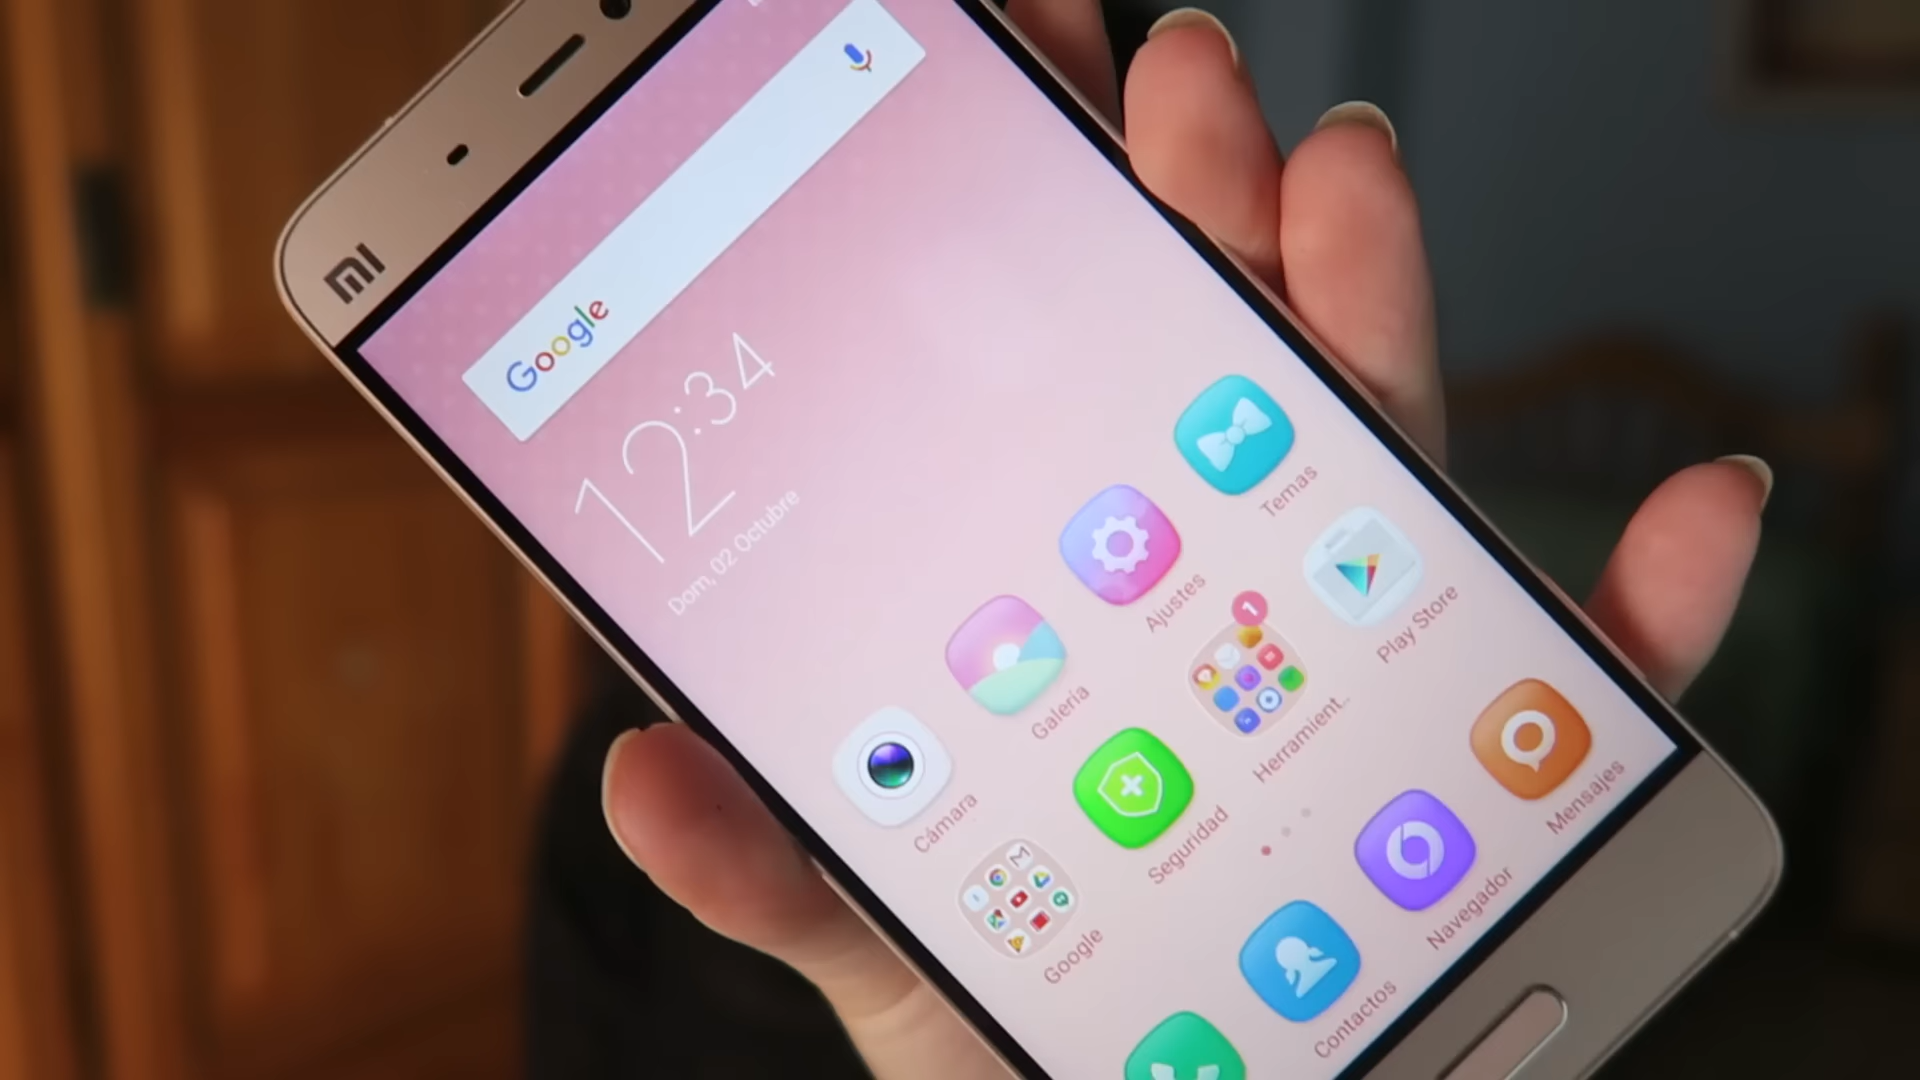 mi
Google
12:34
Dom, 02 Octubre
Cámara
Galería
Ajustes
Temas
Google
Seguridad
1
Herramient..
Play Store
Contactos
Navegador
Mensajes